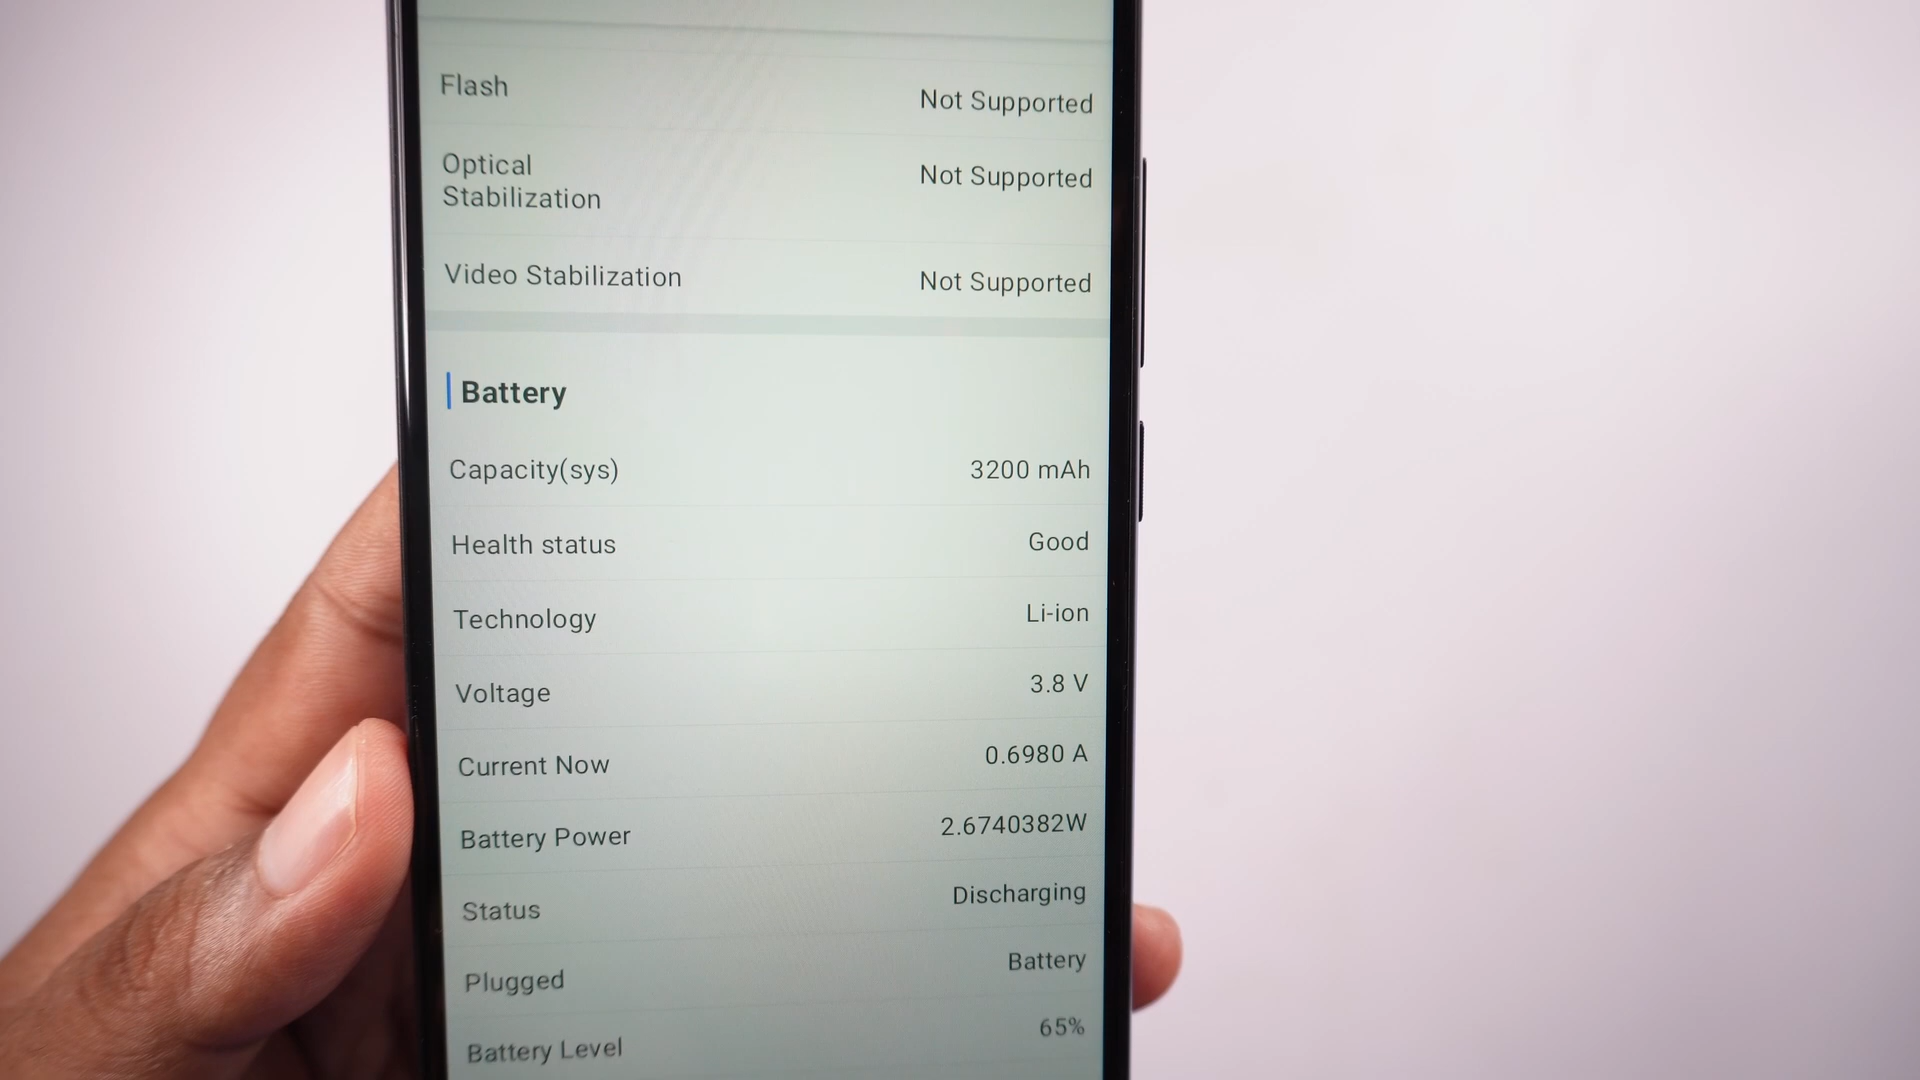 Flash Not Supported
Optical
Stabilization Not Supported
Video Stabilization Not Supported
Battery
Capacity(sys) 3200 mAh
Health status Good
Technology Li-ion
Voltage 3.8 V
Current Now 0.6980 A
Battery Power 2.6740382W
Status Discharging
Plugged Battery
Battery Level 65%